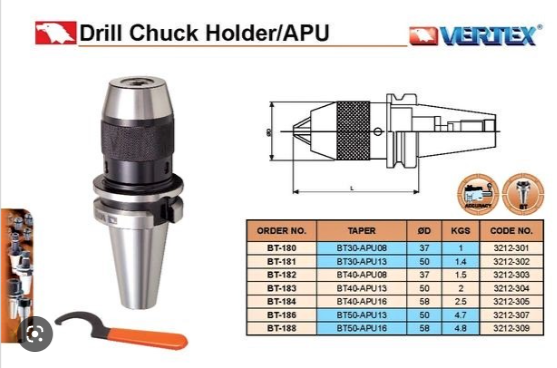 Drill Chuck Holder/APU
VERTEX®
ØD
L
ACCURACY
BT
ORDER NO. TAPER ØD KGS CODE NO.
BT-180 BT30-APU08 37 1 3212-301
BT-181 BT30-APU13 50 1.4 3212-302
BT-182 BT40-APU08 37 1.5 3212-303
BT-183 BT40-APU13 50 2 3212-304
BT-184 BT40-APU16 58 2.5 3212-305
BT-186 BT50-APU13 50 4.7 3212-307
BT-188 BT50-APU16 58 4.8 3212-309